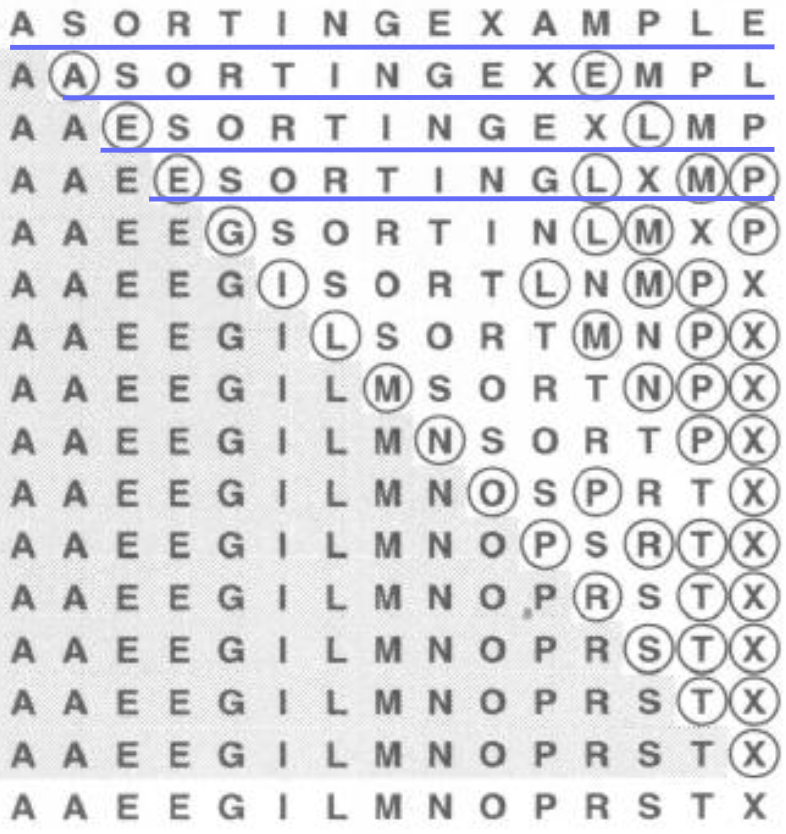 A S O R T I N G E X A M P L E
A A S O R T I N G E X E M P L
A A E S O R T I N G E X L M P
A A E E S O R T I N G L X M P
A A E E G S O R T I N L M X P
A A E E G I S O R T L N M P X
A A E E G I L S O R T M N P X
A A E E G I L M S O R T N P X
A A E E G I L M N S O R T P X
A A E E G I L M N O S P R T X
A A E E G I L M N O P S R T X
A A E E G I L M N O P R S T X
A A E E G I L M N O P R S T X
A A E E G I L M N O P R S T X
A A E E G I L M N O P R S T X
A A E E G I L M N O P R S T X